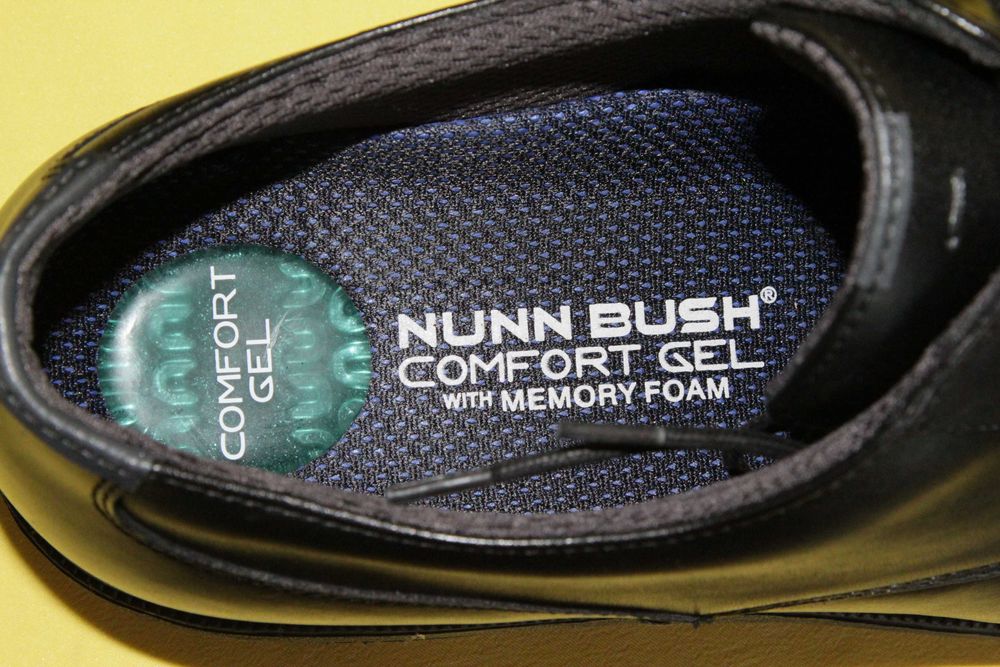 COMFORT
GEL
NUNN BUSH®
COMFORT GEL
WITH MEMORY FOAM